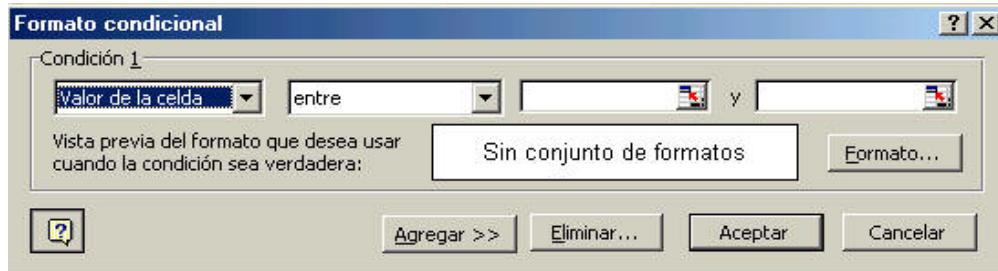 Formato condicional
Condición 1
Valor de la celda entre y
Vista previa del formato que desea usar
cuando la condición sea verdadera:
Sin conjunto de formatos
Formato...
Agregar >> Eliminar... Aceptar Cancelar